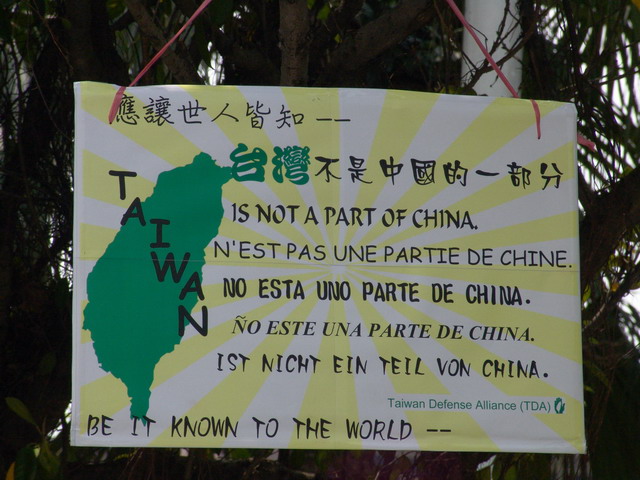 應讓世人皆知 --
台灣不是中國的一部分
TAIWAN
IS NOT A PART OF CHINA.
N'EST PAS UNE PARTIE DE CHINE.
NO ESTA UNO PARTE DE CHINA.
ÑO ESTE UNA PARTE DE CHINA.
IST NICHT EIN TEIL VON CHINA.
Taiwan Defense Alliance (TDA)
BE IT KNOWN TO THE WORLD --